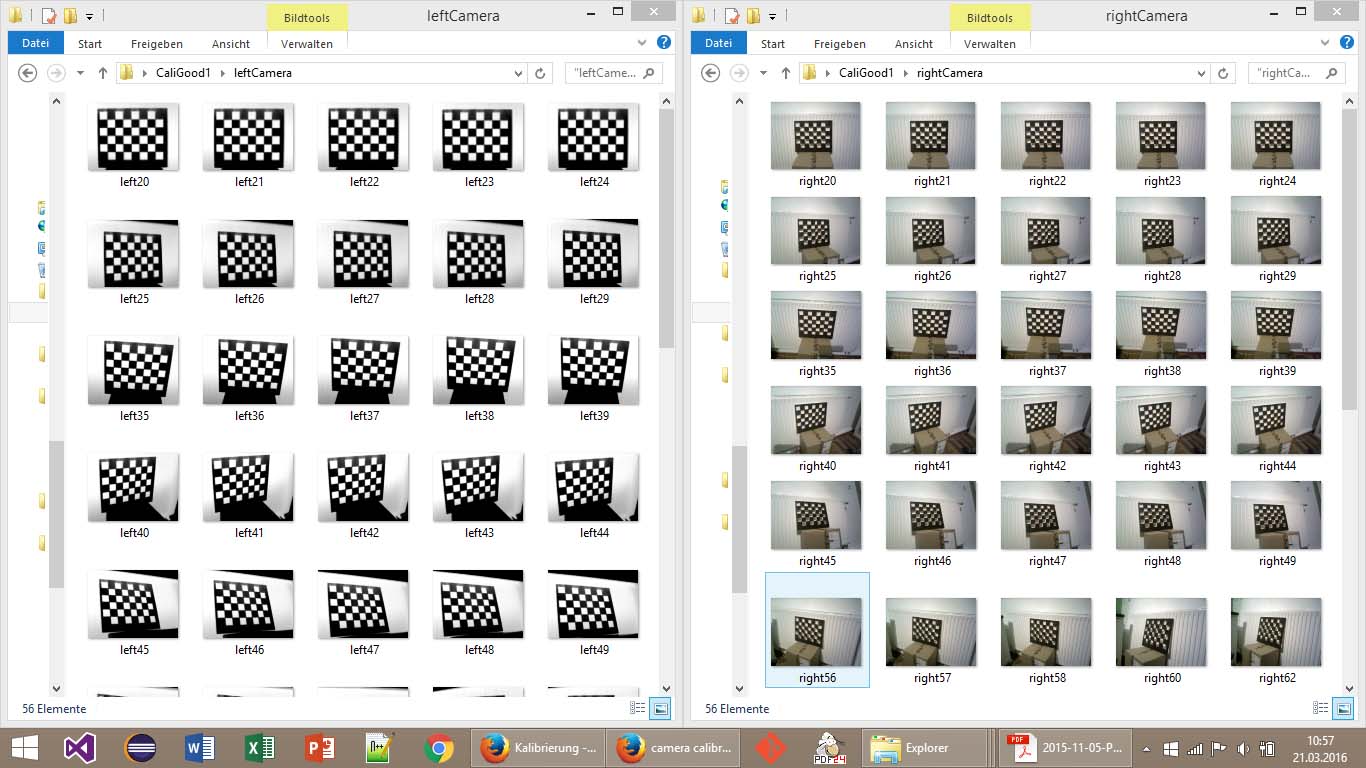 Bildtools
leftCamera
Datei Start Freigeben Ansicht Verwalten
CaliGood1 leftCamera "leftCame...
left20 left21 left22 left23 left24
left25 left26 left27 left28 left29
left35 left36 left37 left38 left39
left40 left41 left42 left43 left44
left45 left46 left47 left48 left49
56 Elemente
Bildtools
rightCamera
Datei Start Freigeben Ansicht Verwalten
CaliGood1 rightCamera "rightCa...
right20 right21 right22 right23 right24
right25 right26 right27 right28 right29
right35 right36 right37 right38 right39
right40 right41 right42 right43 right44
right45 right46 right47 right48 right49
right56 right57 right58 right60 right62
56 Elemente
Kalibrierung -... camera calibr... PDF24 Explorer PDF 2015-11-05-P... 10:57
21.03.2016